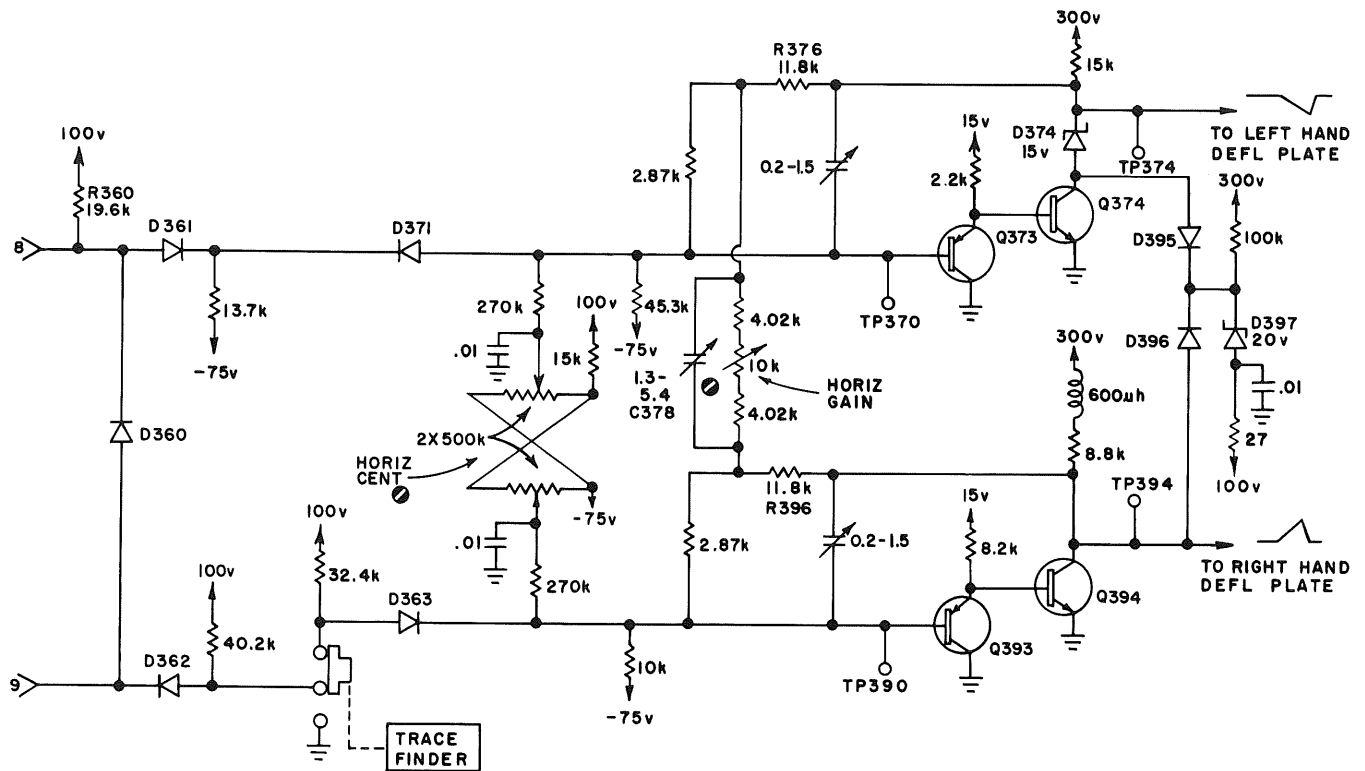 300v
R376
11.8k
15k
100v
15v
D374
15v
TO LEFT HAND
DEFL PLATE
TP374
R360
19.6k
2.87k
0.2-1.5
2.2k
Q374
300v
8
D361
D371
Q373
D395
100k
13.7k
270k
100v
45.3k
4.02k
TP370
D396
D397
20v
-75v
.01
15k
-75v
10k
300v
1.3-
5.4
C378
HORIZ
GAIN
.01
600μh
4.02k
D360
2X500k
27
HORIZ
CENT
8.8k
11.8k
R396
TP394
100v
100v
-75v
15v
.01
2.87k
0.2-1.5
8.2k
TO RIGHT HAND
DEFL PLATE
100v
32.4k
270k
D363
Q394
40.2k
D362
Q393
9
10k
TP390
-75v
TRACE
FINDER